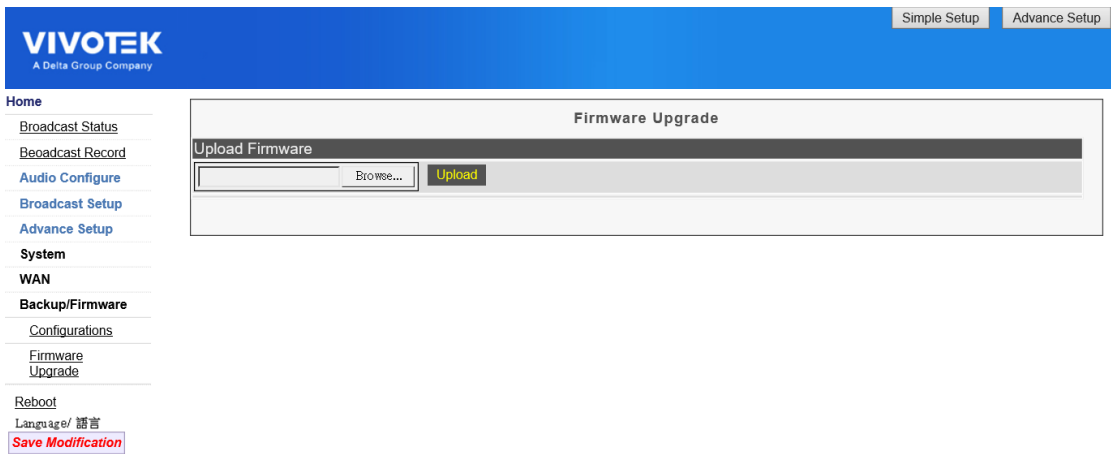 Simple Setup
Advance Setup
VIVOTEK
A Delta Group Company
Home
Broadcast Status
Beoadcast Record
Audio Configure
Broadcast Setup
Advance Setup
System
WAN
Backup/Firmware
Configurations
Firmware
Upgrade
Reboot
Language/ 語言
Save Modification
Firmware Upgrade
Upload Firmware
Browse...
Upload